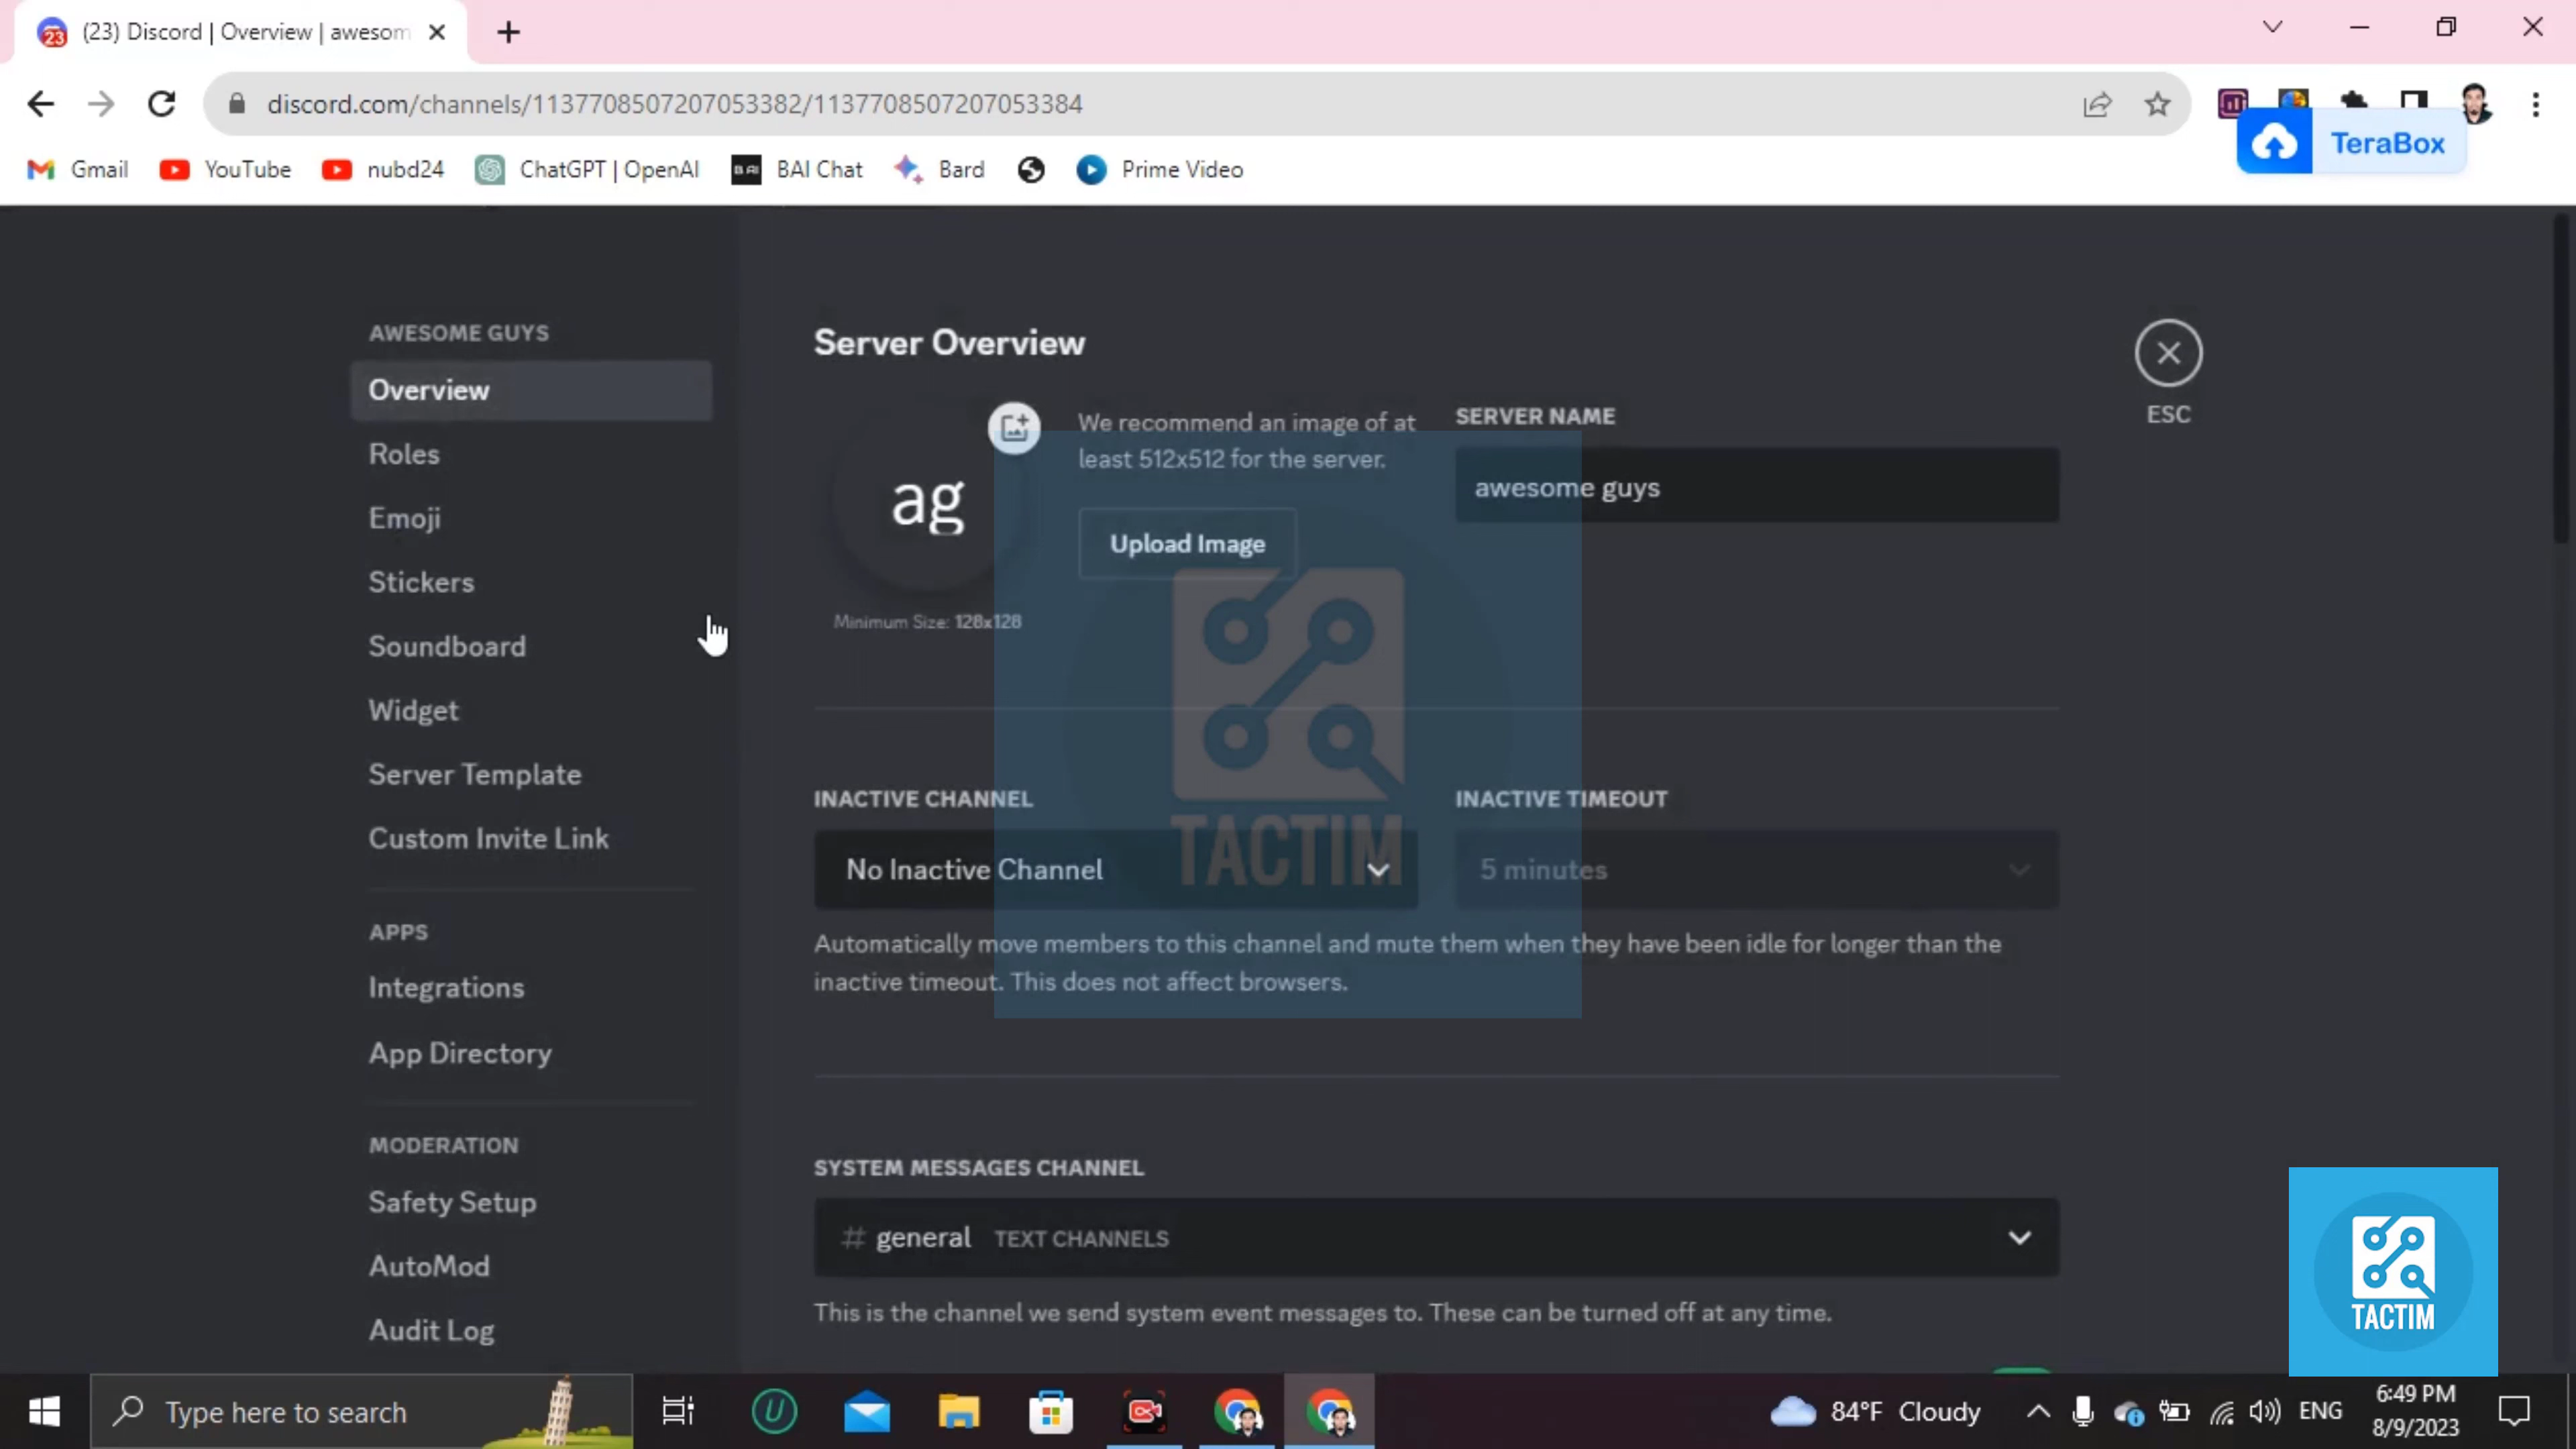 (23) Discord | Overview | awesom
discord.com/channels/1137708507207053382/1137708507207053384
Gmail
YouTube
nubd24
ChatGPT | OpenAI
BAI
BAI Chat
Bard
Prime Video
TeraBox
AWESOME GUYS
Overview
Roles
Emoji
Stickers
Soundboard
Widget
Server Template
Custom Invite Link
APPS
Integrations
App Directory
MODERATION
Safety Setup
AutoMod
Audit Log
Server Overview
ag
Minimum Size: 128x128
We recommend an image of at
least 512x512 for the server.
Upload Image
SERVER NAME
awesome guys
ESC
INACTIVE CHANNEL
No Inactive Channel
INACTIVE TIMEOUT
5 minutes
Automatically move members to this channel and mute them when they have been idle for longer than the
inactive timeout. This does not affect browsers.
TACTIM
SYSTEM MESSAGES CHANNEL
# general TEXT CHANNELS
This is the channel we send system event messages to. These can be turned off at any time.
TACTIM
Type here to search
84°F Cloudy
ENG
6:49 PM
8/9/2023